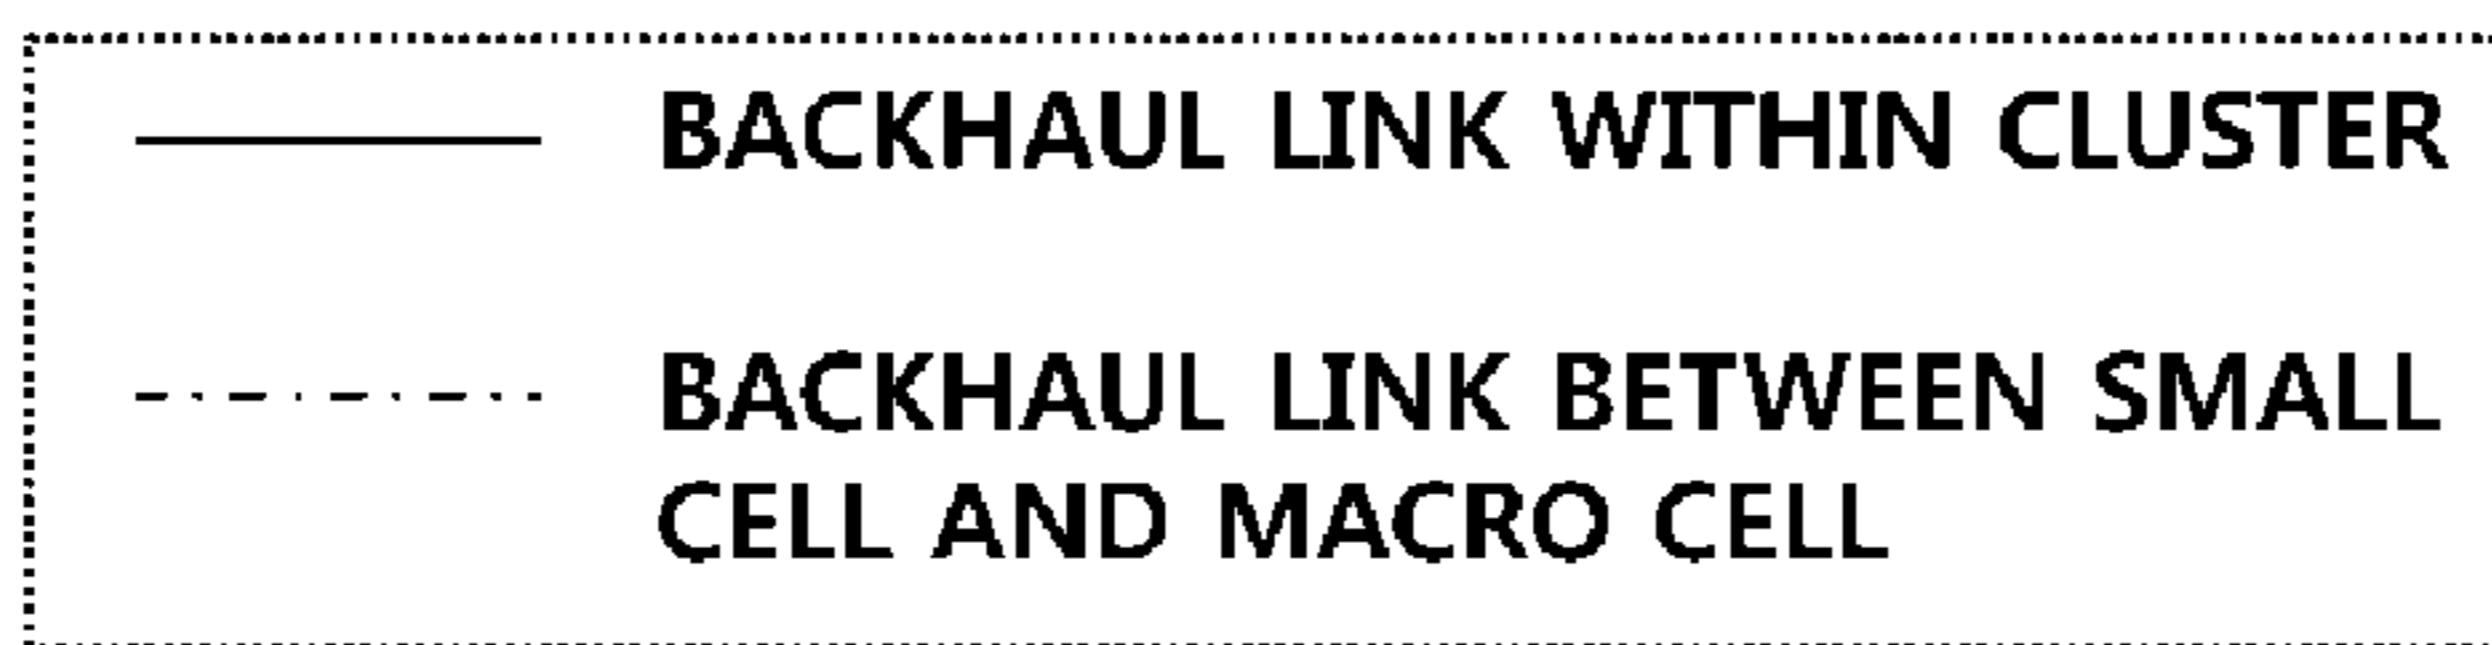 BACKHAUL LINK WITHIN CLUSTER
BACKHAUL LINK BETWEEN SMALL
CELL AND MACRO CELL